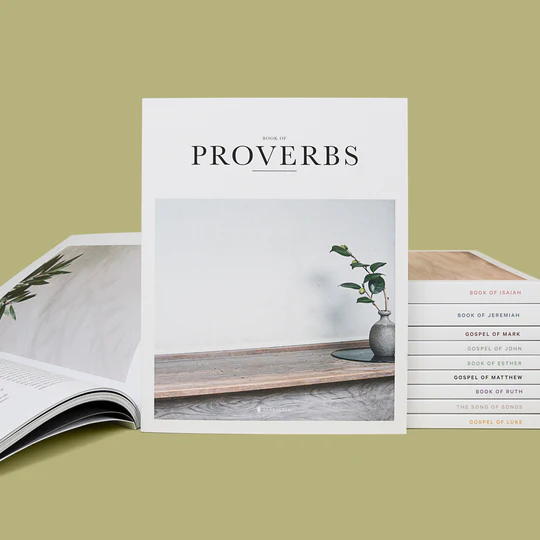 BOOK OF
PROVERBS
BOOK OF ISAIAH
BOOK OF JEREMIAH
GOSPEL OF MARK
GOSPEL OF JOHN
BOOK OF ESTHER
GOSPEL OF MATTHEW
BOOK OF RUTH
THE SONG OF SONGS
GOSPEL OF LUKE